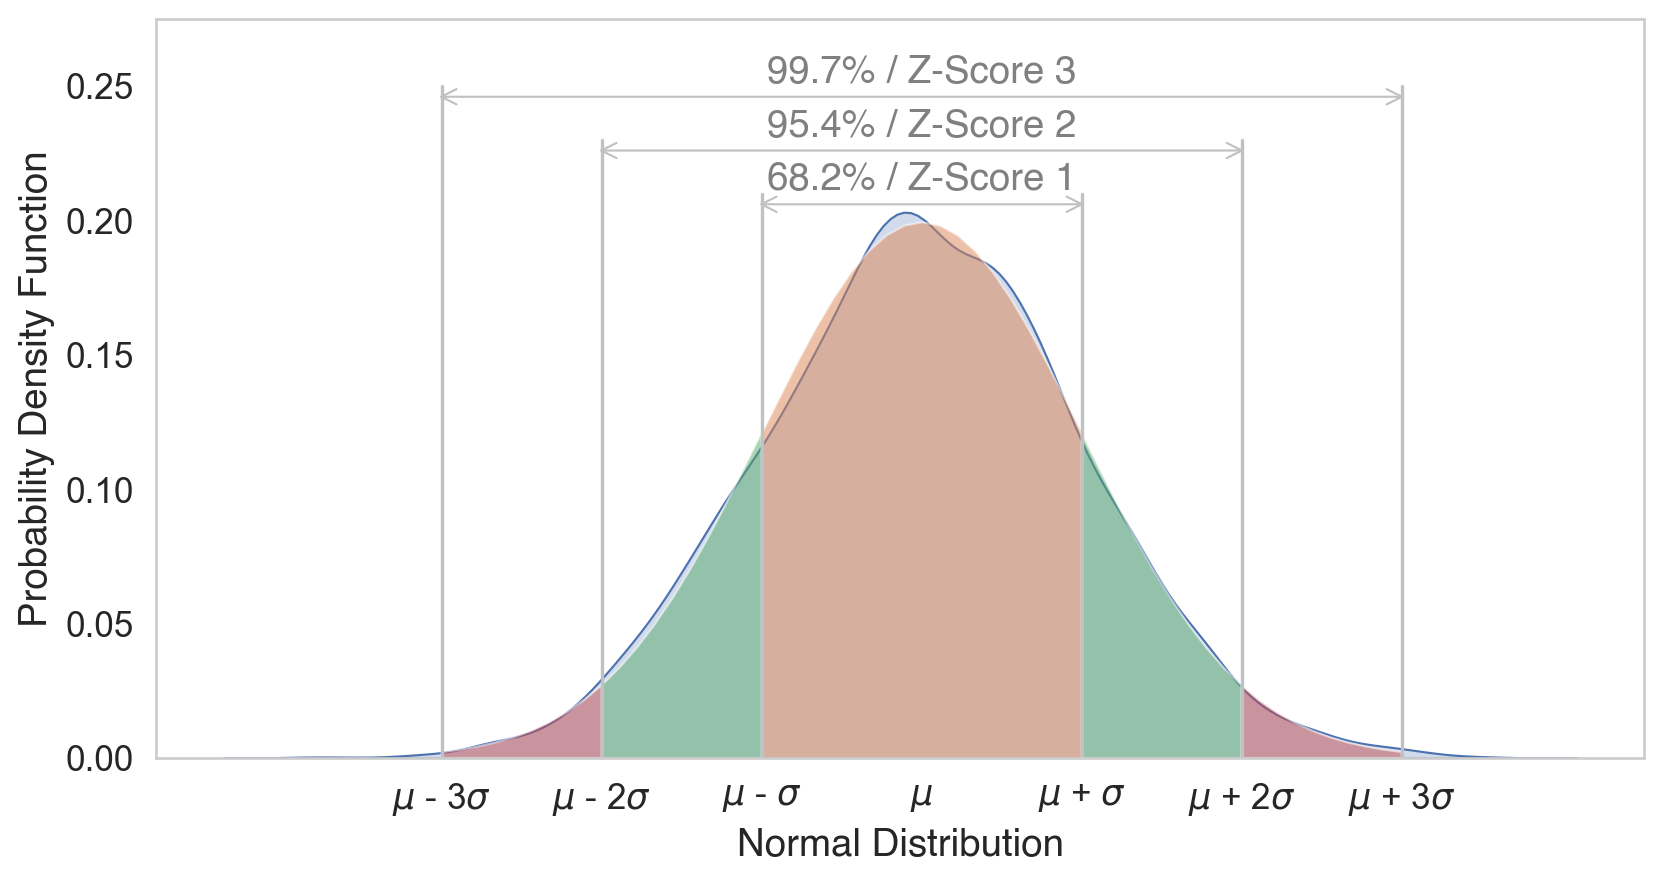 99.7% / Z-Score 3
95.4% / Z-Score 2
68.2% / Z-Score 1
Probability Density Function
0.25
0.20
0.15
0.10
0.05
0.00
μ - 3σ
μ - 2σ
μ - σ
μ
μ + σ
μ + 2σ
μ + 3σ
Normal Distribution